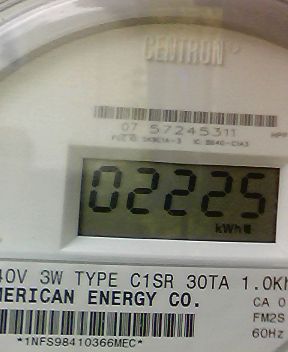 CENTRON
07 57245311
02225
kWh
40V 3W TYPE C1SR 30TA 1.0Kh
MERICAN ENERGY CO.
CA 0
FM2S
60Hz
*1NFS98410366MEC*